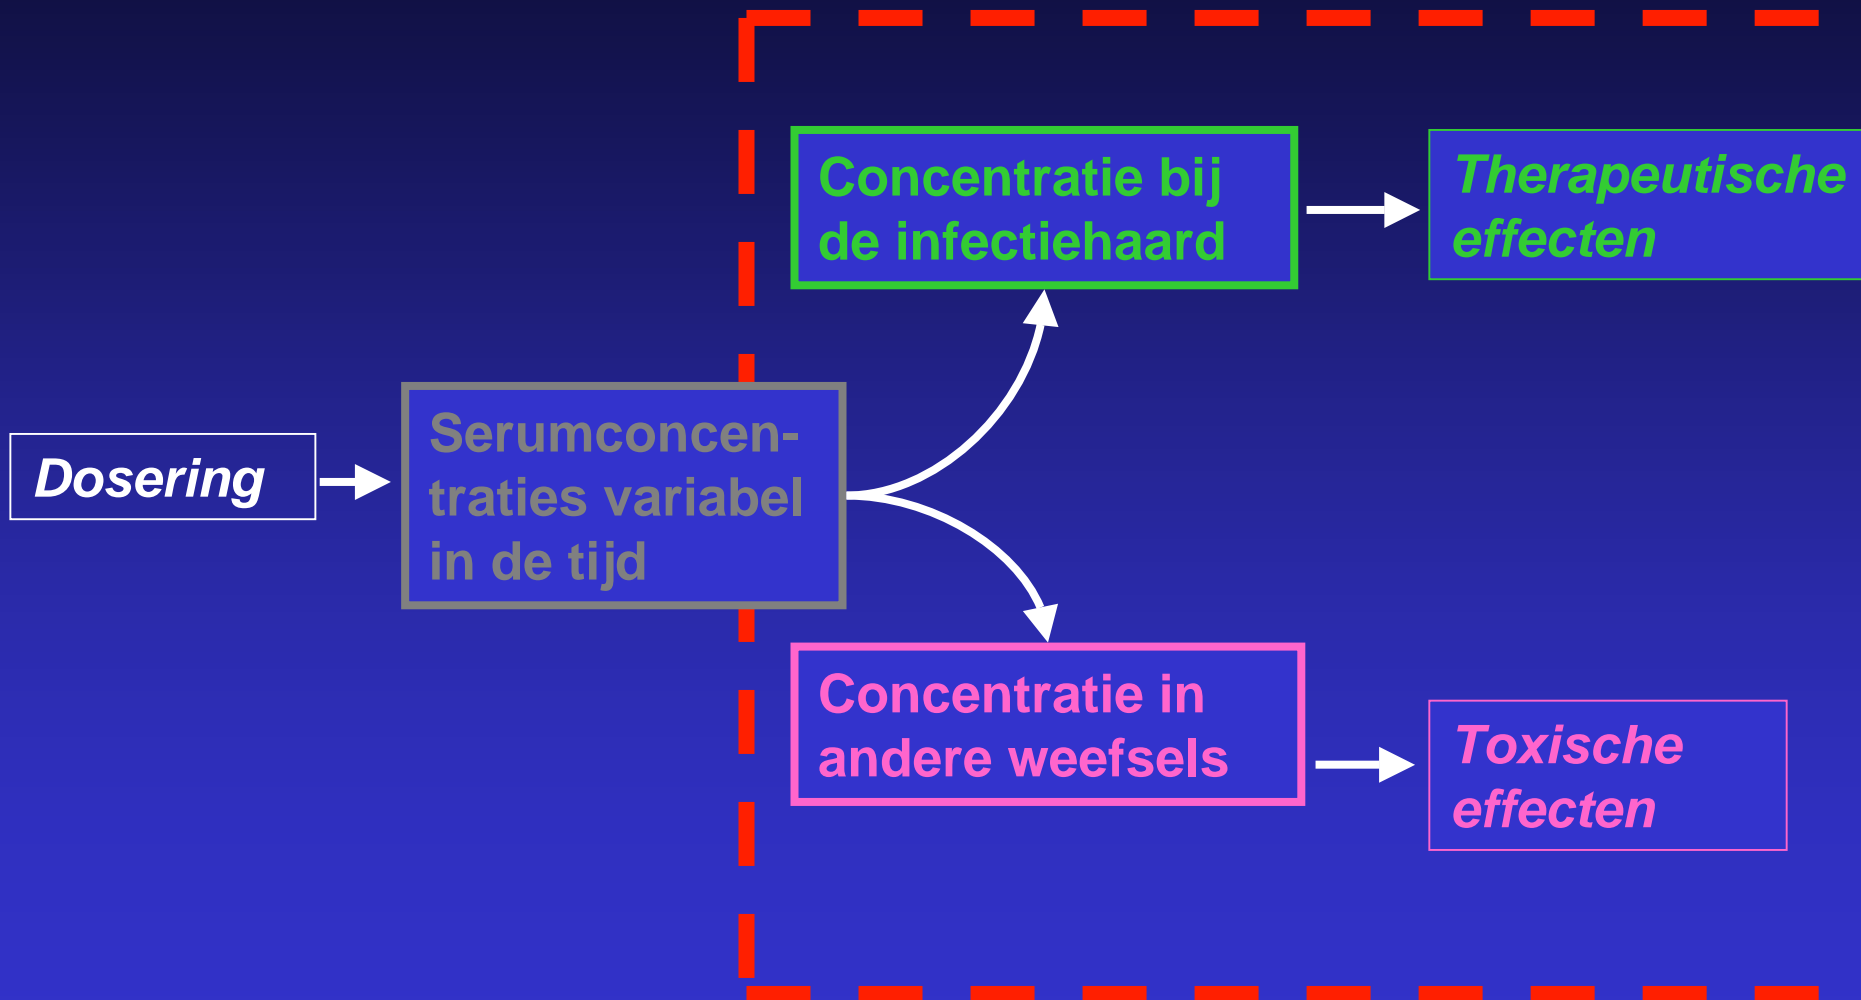 Dosering
Serumconcen-
traties variabel
in de tijd
Concentratie bij
de infectiehaard
Therapeutische
effecten
Concentratie in
andere weefsels
Toxische
effecten